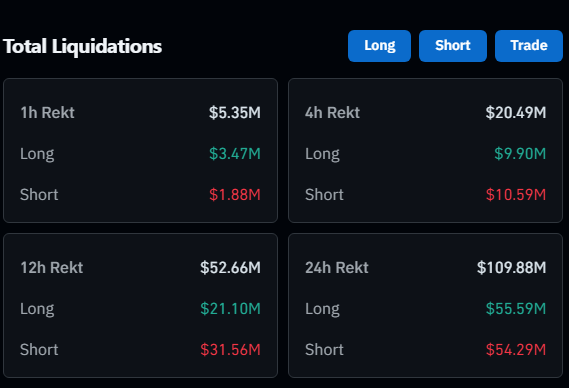 Total Liquidations Long Short Trade
1h Rekt $5.35M
Long $3.47M
Short $1.88M
4h Rekt $20.49M
Long $9.90M
Short $10.59M
12h Rekt $52.66M
Long $21.10M
Short $31.56M
24h Rekt $109.88M
Long $55.59M
Short $54.29M